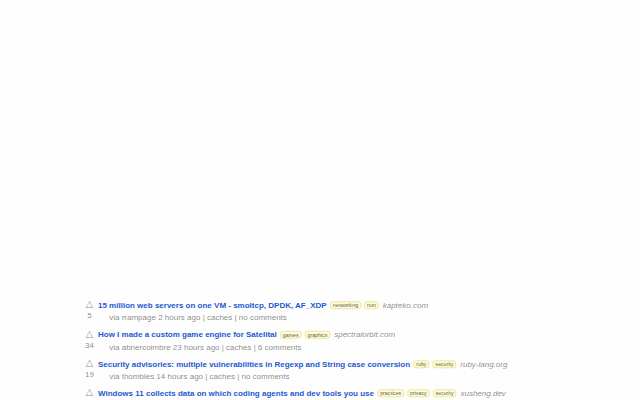 15 million web servers on one VM - smoltcp, DPDK, AF_XDP networking rust kapteko.com
5 via rrampage 2 hours ago | caches | no comments
How I made a custom game engine for Satelital games graphics spectralorbit.com
34 via abnercoimbre 23 hours ago | caches | 6 comments
Security advisories: multiple vulnerabilities in Regexp and String case conversion ruby security ruby-lang.org
19 via thombles 14 hours ago | caches | no comments
Windows 11 collects data on which coding agents and dev tools you use practices privacy security xusheng.dev